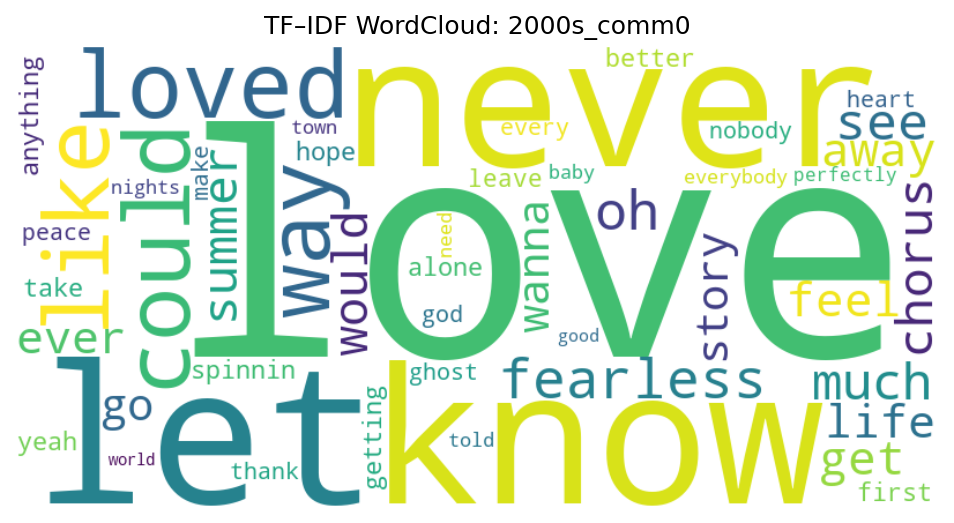 TF–IDF WordCloud: 2000s_comm0
anything
loved
never
better
heart
town
every
nobody
see
hope
away
like
could
make
nights
summer
way
leave
baby
everybody
perfectly
love
oh
chorus
peace
would
need
alone
wanna
story
feel
take
god
good
ever
spinnin
ghost
fearless
much
let
know
go
life
getting
yeah
told
get
world
thank
first